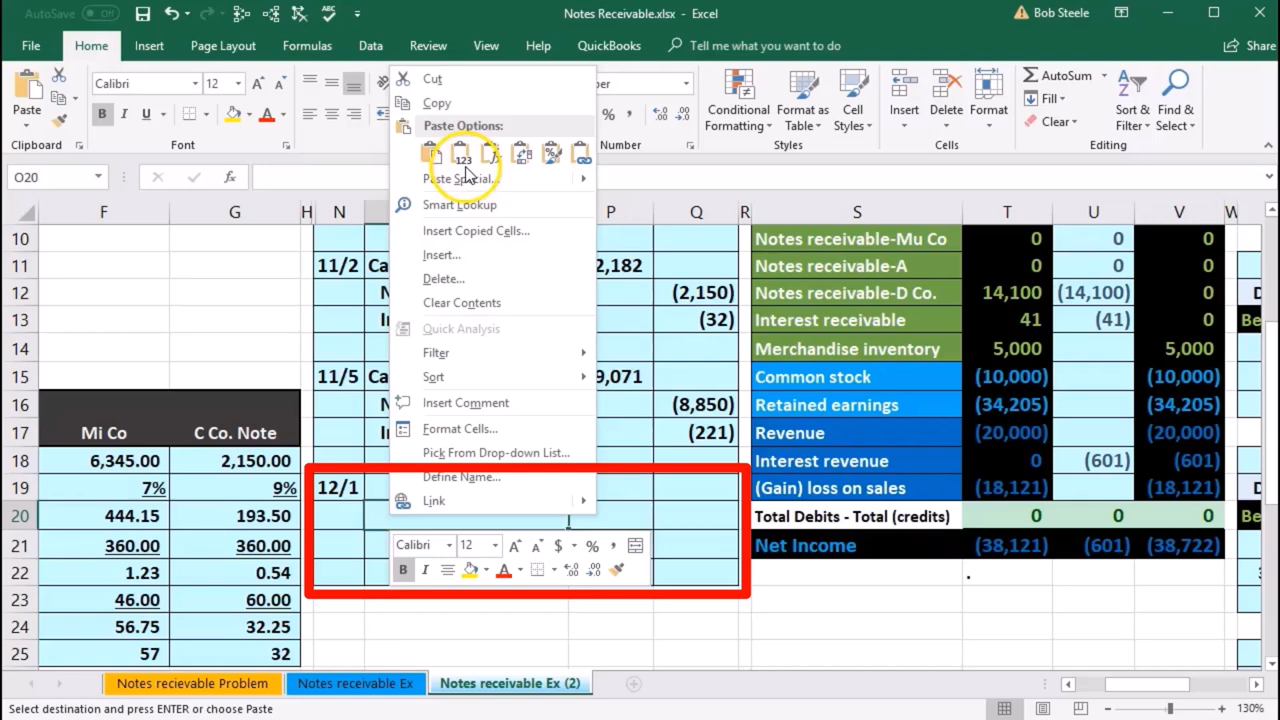 AutoSave Off Notes Receivable.xlsx - Excel Bob Steele
File Home Insert Page Layout Formulas Data Review View Help QuickBooks Tell me what you want to do Share
Paste
Clipboard
Calibri 12
B I U A
Number
Conditional Formatting
Format as Table
Cell Styles
Styles
Insert Delete Format
Cells
AutoSum
Fill
Clear
Sort & Filter
Find & Select
Editing
O20 fx
Cut
Copy
Paste Options:
123
Paste Special...
Smart Lookup
Insert Copied Cells...
Insert...
Delete...
Clear Contents
Quick Analysis
Filter
Sort
Insert Comment
Format Cells...
Pick From Drop-down List...
Define Name...
Link
Calibri 12 A A $ % ,
B I A
F G H N P Q R S T U V W
10 Notes receivable-Mu Co 0 0 0
11 11/2 Ca 2,182 Notes receivable-A 0 0 0
12 N (2,150) Notes receivable-D Co. 14,100 (14,100) 0
13 In (32) Interest receivable 41 (41) 0 Be
14 Merchandise inventory 5,000 5,000
15 11/5 Ca 9,071 Common stock (10,000) (10,000)
16 N (8,850) Retained earnings (34,205) (34,205)
17 Mi Co C Co. Note In (221) Revenue (20,000) (20,000)
18 6,345.00 2,150.00 Interest revenue 0 (601) (601)
19 7% 9% 12/1 (Gain) loss on sales (18,121) (18,121)
20 444.15 193.50 Total Debits - Total (credits) 0 0 0 Be
21 360.00 360.00 Net Income (38,121) (601) (38,722)
22 1.23 0.54 .
23 46.00 60.00
24 56.75 32.25
25 57 32
Notes recievable Problem Notes receivable Ex Notes receivable Ex (2)
Select destination and press ENTER or choose Paste 130%